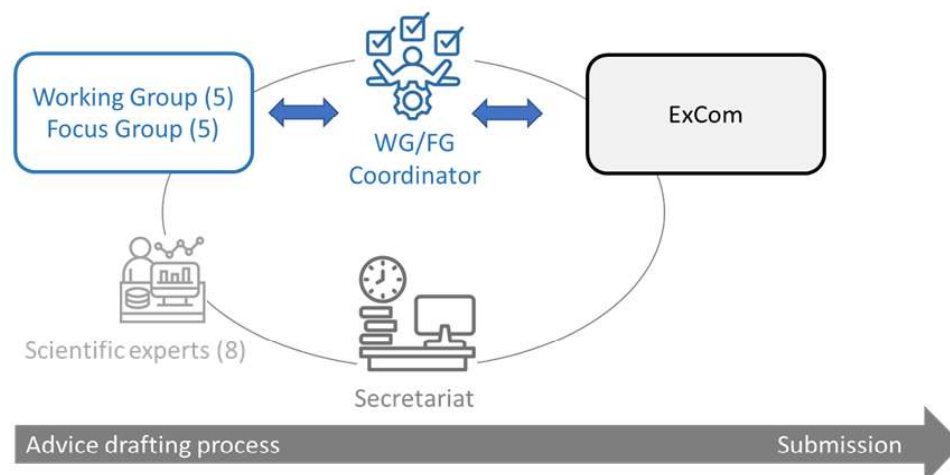 Working Group (5)
Focus Group (5)
WG/FG
Coordinator
ExCom
Scientific experts (8)
Secretariat
Advice drafting process
Submission